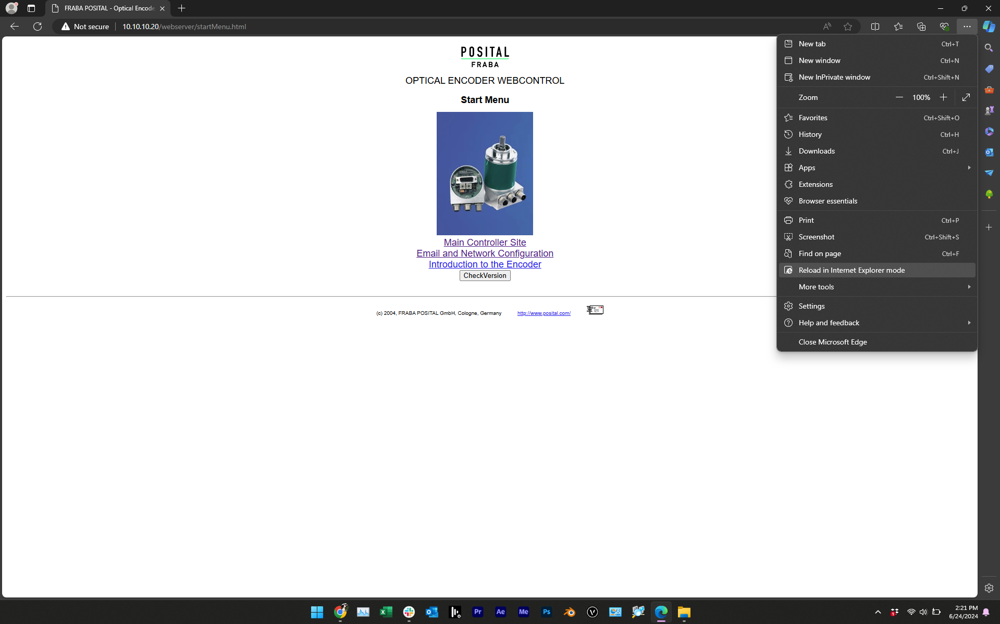 FRABA POSITAL - Optical Encode
Not secure
10.10.10.20/webserver/startMenu.html
POSITAL
FRABA
OPTICAL ENCODER WEBCONTROL
Start Menu
Main Controller Site
Email and Network Configuration
Introduction to the Encoder
CheckVersion
(c) 2004, FRABA POSITAL GmbH, Cologne, Germany http://www.posital.com/
New tab Ctrl+T
New window Ctrl+N
New InPrivate window Ctrl+Shift+N
Zoom 100%
Favorites Ctrl+Shift+O
History Ctrl+H
Downloads Ctrl+J
Apps
Extensions
Browser essentials
Print Ctrl+P
Screenshot Ctrl+Shift+S
Find on page Ctrl+F
Reload in Internet Explorer mode
More tools
Settings
Help and feedback
Close Microsoft Edge
Pr Ae Me Ps
2:21 PM
6/24/2024